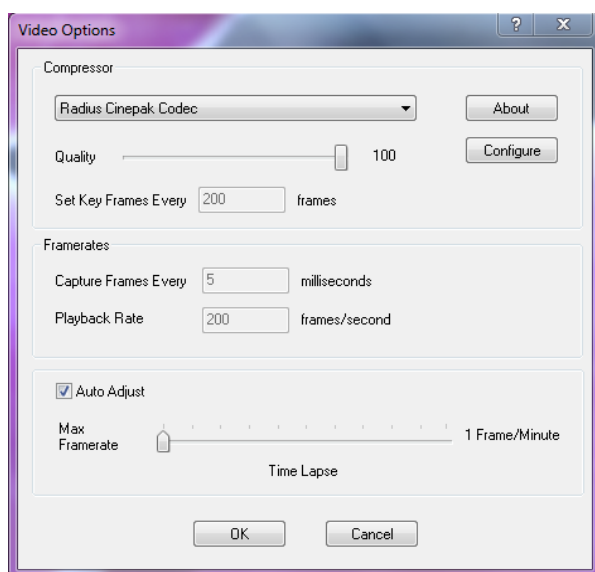 Video Options
Compressor
Radius Cinepak Codec About
Quality 100 Configure
Set Key Frames Every 200 frames
Framerates
Capture Frames Every 5 milliseconds
Playback Rate 200 frames/second
Auto Adjust
Max
Framerate 1 Frame/Minute
Time Lapse
OK Cancel